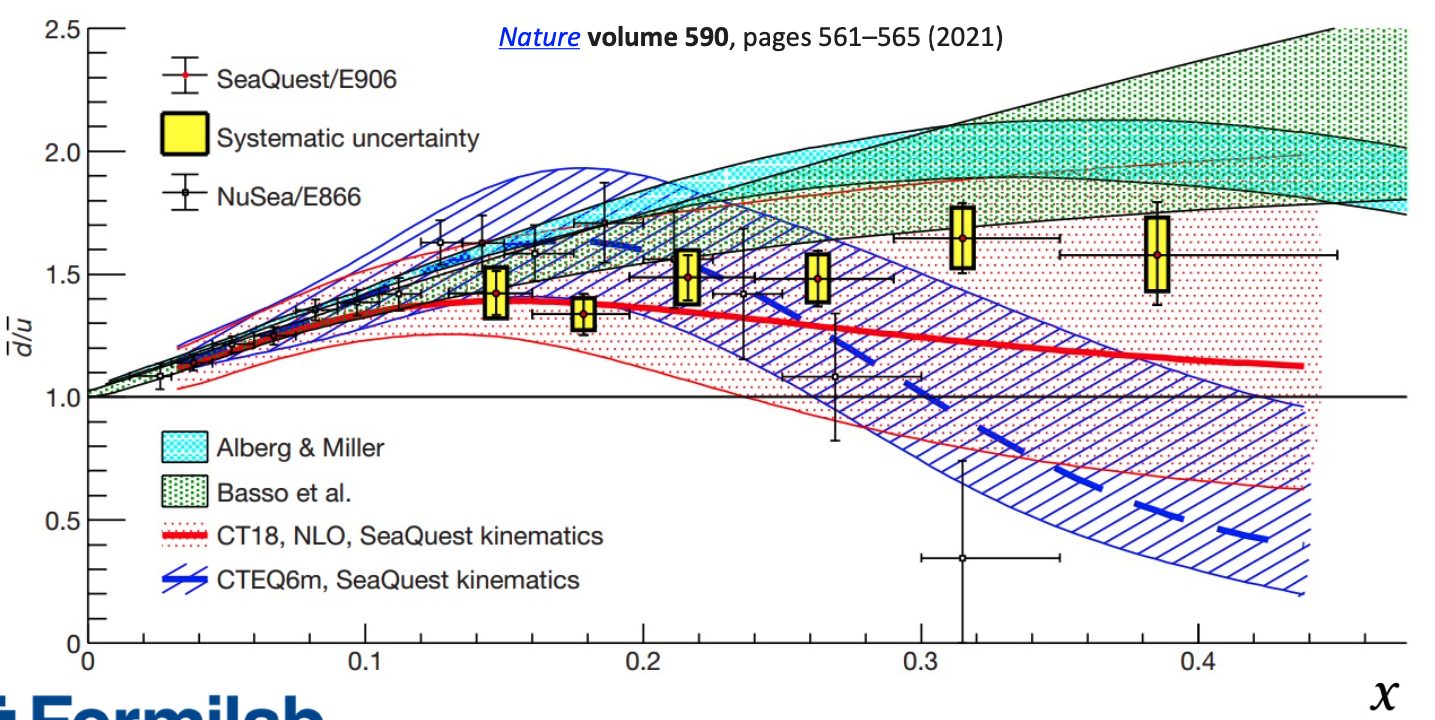 Nature volume 590, pages 561–565 (2021)
2.5
2.0
1.5
1.0
0.5
0
d̅/u̅
SeaQuest/E906
Systematic uncertainty
NuSea/E866
Alberg & Miller
Basso et al.
CT18, NLO, SeaQuest kinematics
CTEQ6m, SeaQuest kinematics
0 0.1 0.2 0.3 0.4
x
Fermilab